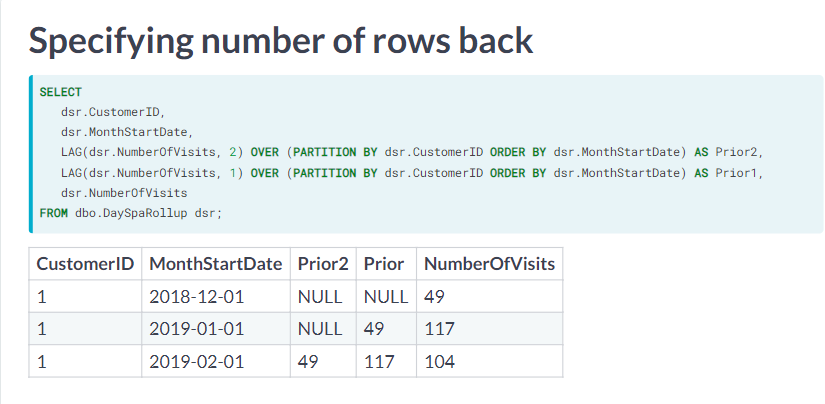 Specifying number of rows back
SELECT
dsr.CustomerID,
dsr.MonthStartDate,
LAG(dsr.NumberOfVisits, 2) OVER (PARTITION BY dsr.CustomerID ORDER BY dsr.MonthStartDate) AS Prior2,
LAG(dsr.NumberOfVisits, 1) OVER (PARTITION BY dsr.CustomerID ORDER BY dsr.MonthStartDate) AS Prior1,
dsr.NumberOfVisits
FROM dbo.DaySpaRollup dsr;
CustomerID MonthStartDate Prior2 Prior NumberOfVisits
1 2018-12-01 NULL NULL 49
1 2019-01-01 NULL 49 117
1 2019-02-01 49 117 104